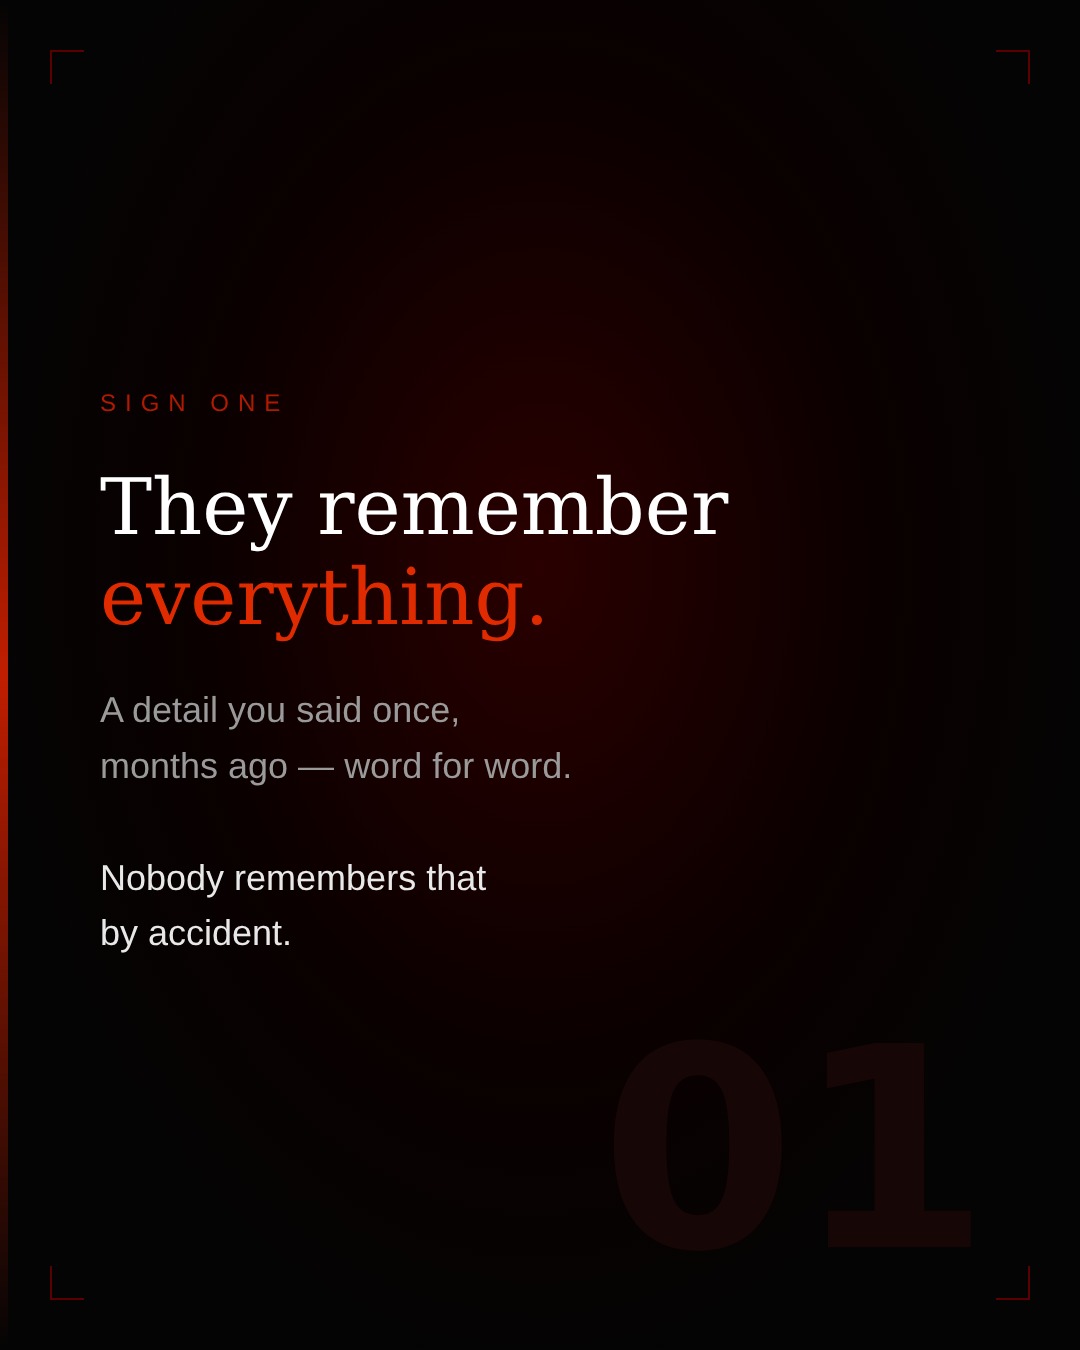 SIGN ONE
They remember
everything.
A detail you said once,
months ago — word for word.
Nobody remembers that
by accident.
01